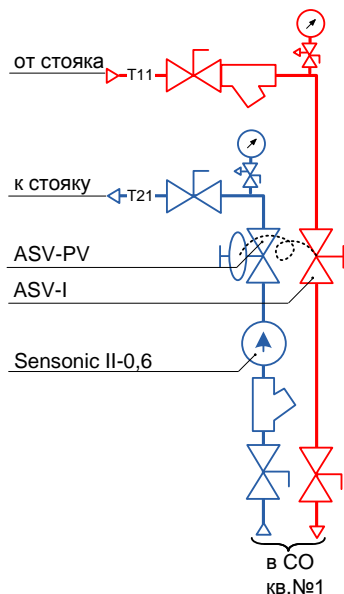 от стояка
T11
к стояку
T21
ASV-PV
ASV-I
Sensonic II-0,6
в СО
кв.№1